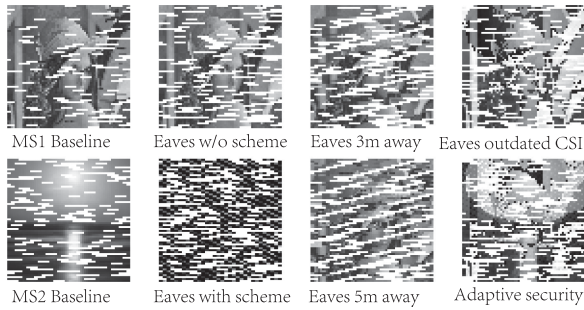 MS1 Baseline
Eaves w/o scheme
Eaves 3m away
Eaves outdated CSI
MS2 Baseline
Eaves with scheme
Eaves 5m away
Adaptive security